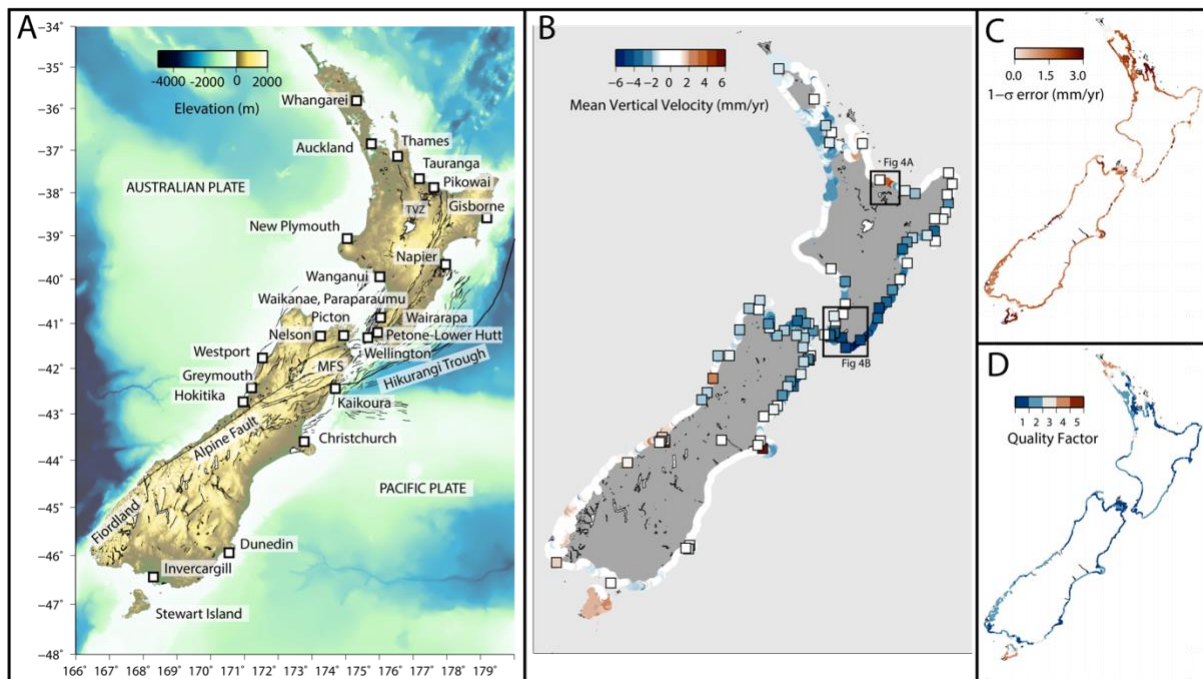 A
−34°
−35°
−36°
−37°
−38°
−39°
−40°
−41°
−42°
−43°
−44°
−45°
−46°
−47°
−48°
166° 167° 168° 169° 170° 171° 172° 173° 174° 175° 176° 177° 178° 179°
-4000 -2000 0 2000
Elevation (m)
Whangarei
Auckland
Thames
Tauranga
Pikowai
AUSTRALIAN PLATE
TVZ
Gisborne
New Plymouth
Napier
Wanganui
Waikanae, Paraparaumu
Picton
Wairarapa
Nelson
Petone-Lower Hutt
Wellington
Westport
MFS
Hikurangi Trough
Greymouth
Hokitika
Kaikoura
Alpine Fault
Christchurch
PACIFIC PLATE
Fiordland
Dunedin
Invercargill
Stewart Island
B
−6 −4 −2 0 2 4 6
Mean Vertical Velocity (mm/yr)
Fig 4A
Fig 4B
C
0.0 1.5 3.0
1−σ error (mm/yr)
D
1 2 3 4 5
Quality Factor